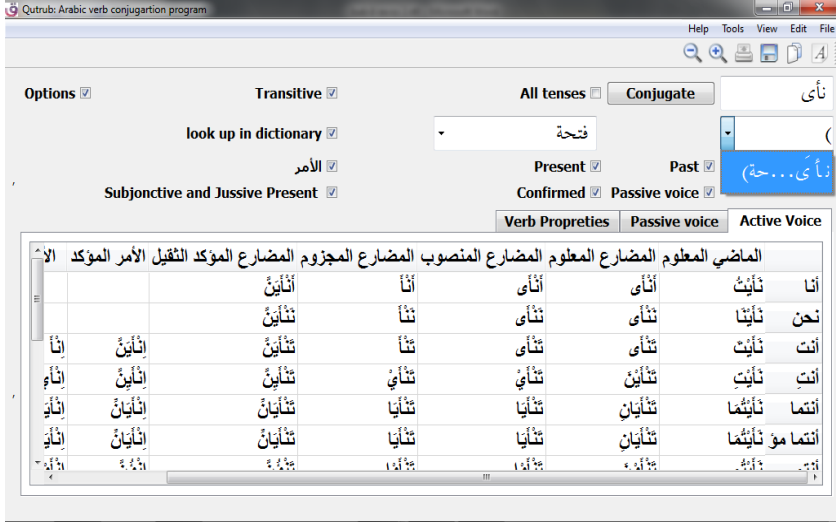 Qutrub: Arabic verb conjugartion program
Help Tools View Edit File
Options Transitive All tenses Conjugate نأى
look up in dictionary فتحة (
الأمر Present Past
نأَى...حة)
Subjonctive and Jussive Present Confirmed Passive voice
Verb Propreties Passive voice Active Voice
الماضي المعلوم المضارع المعلوم المضارع المنصوب المضارع المجزوم المضارع المؤكد الثقيل الأمر المؤكد
أنا نَأَيْتُ أَنْأَى أَنْأَى أَنْأَ أَنْأَيَنَّ
نحن نَأَيْنَا نَنْأَى نَنْأَى نَنْأَ نَنْأَيَنَّ
أنت نَأَيْتَ تَنْأَى تَنْأَى تَنْأَ تَنْأَيَنَّ اِنْأَيَنَّ اِنْأَ
أنتِ نَأَيْتِ تَنْأَيْنَ تَنْأَيْ تَنْأَيْ تَنْأَيِنَّ اِنْأَيِنَّ
أنتما نَأَيْتُمَا تَنْأَيَانِ تَنْأَيَا تَنْأَيَا تَنْأَيَانِّ اِنْأَيَانِّ
أنتما مؤ نَأَيْتُمَا تَنْأَيَانِ تَنْأَيَا تَنْأَيَا تَنْأَيَانِّ اِنْأَيَانِّ